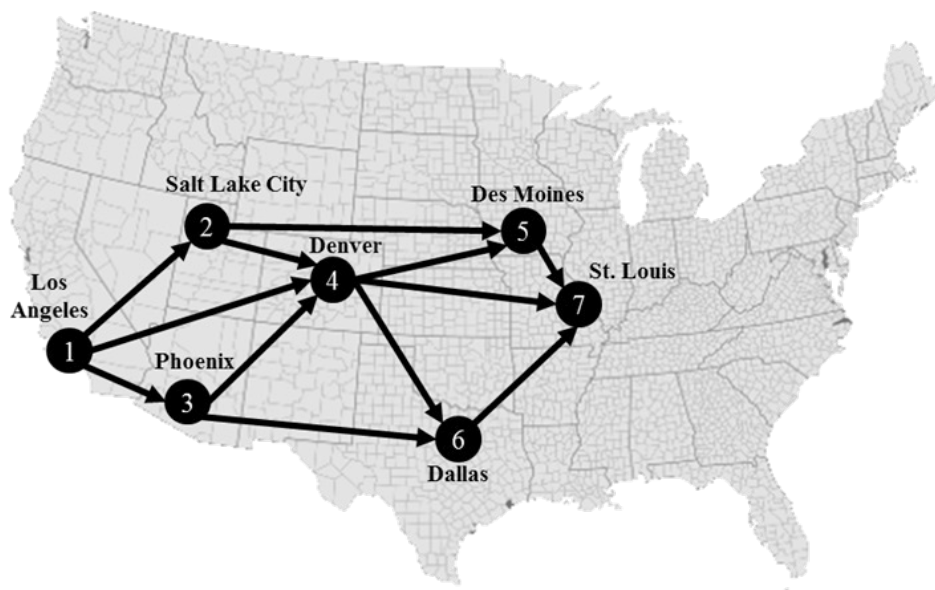 Salt Lake City
2
Des Moines
5
Denver
4
St. Louis
7
Los
Angeles
1
Phoenix
3
6
Dallas